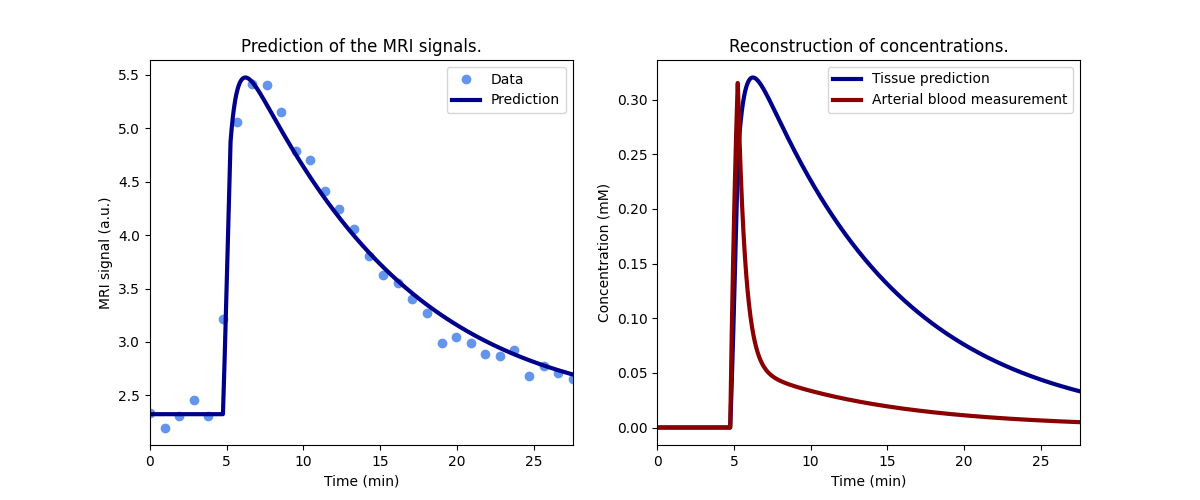 Prediction of the MRI signals.
MRI signal (a.u.)
5.5
5.0
4.5
4.0
3.5
3.0
2.5
Data
Prediction
0 5 10 15 20 25
Time (min)
Reconstruction of concentrations.
Concentration (mM)
0.30
0.25
0.20
0.15
0.10
0.05
0.00
Tissue prediction
Arterial blood measurement
0 5 10 15 20 25
Time (min)